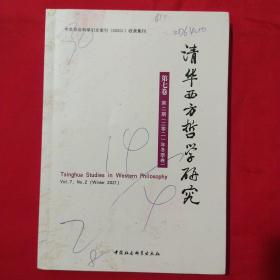 中文社会科学引文索引(CSSCI)收录集刊
清华西方哲学研究
第七卷
第二期(二〇二一年冬季卷)
Tsinghua Studies in Western Philosophy
Vol. 7, No. 2 (Winter 2021)
中国社会科学出版社